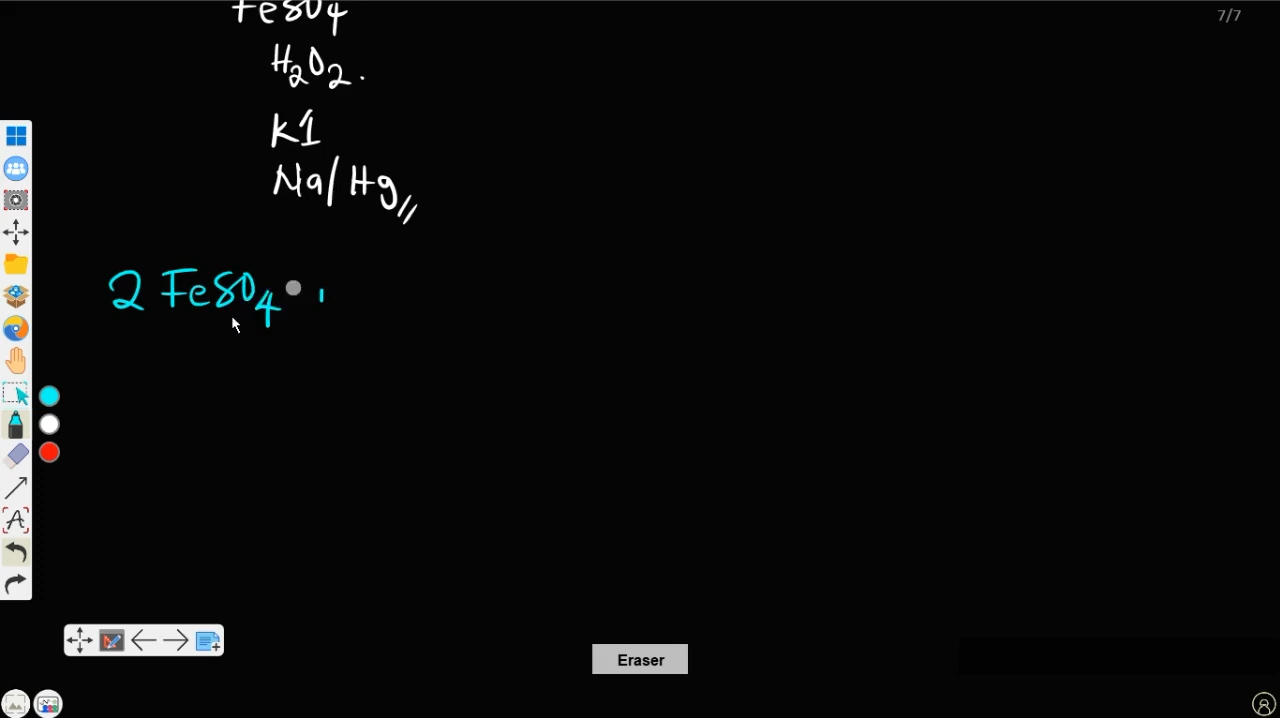 7/7
FeSO4
H2O2.
KI
Na/Hg//
2 FeSO4
Eraser